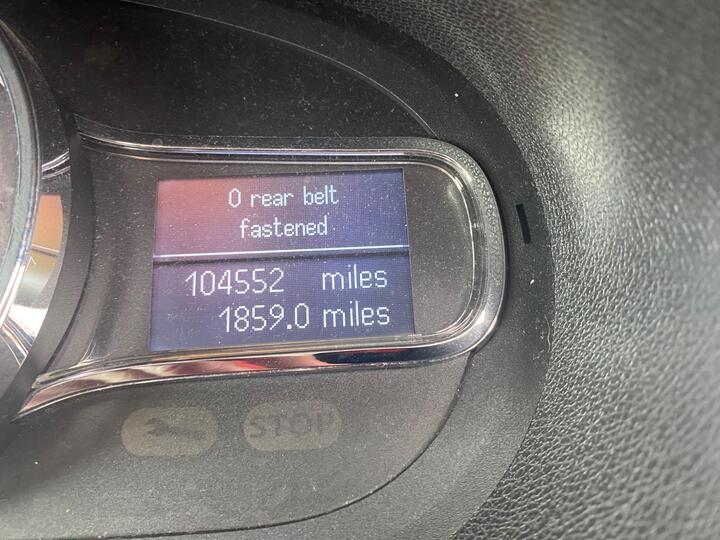 0 rear belt
fastened
104552 miles
1859.0 miles
STOP